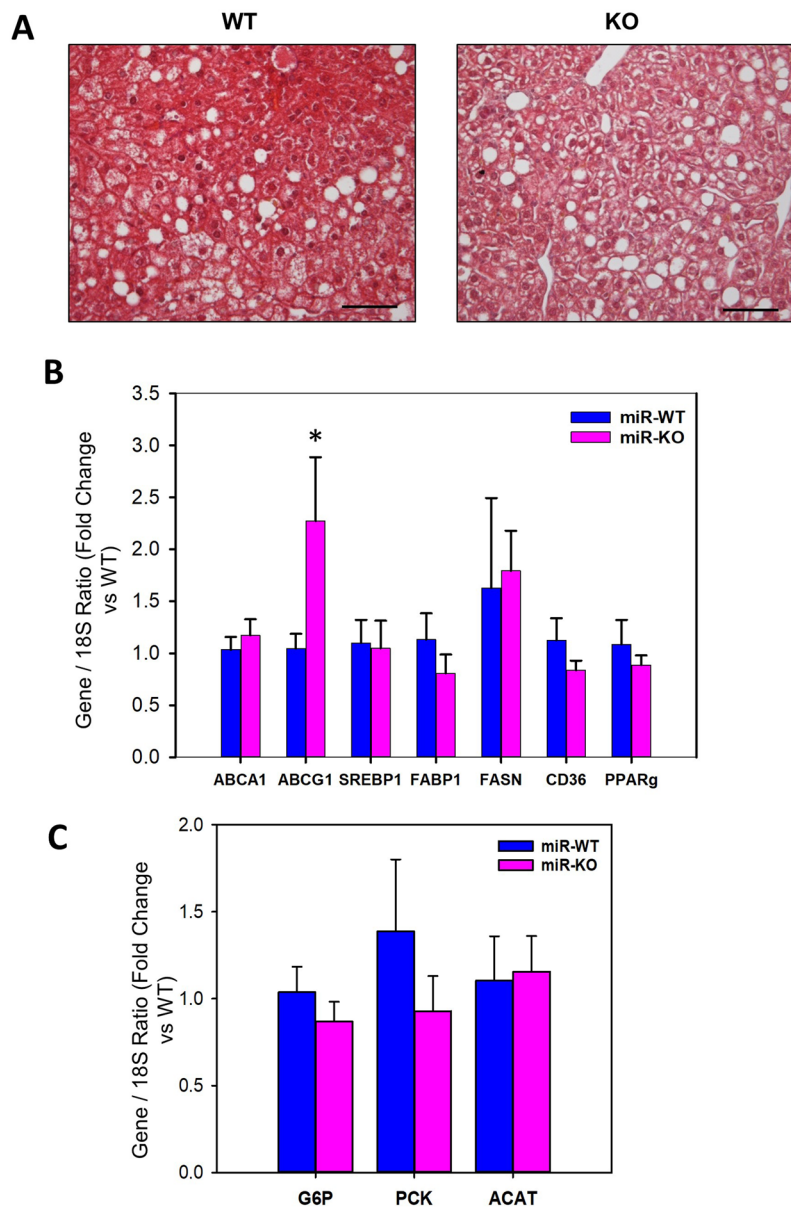 A
WT
KO
B
Gene / 18S Ratio (Fold Change
vs WT)
3.5
3.0
2.5
2.0
1.5
1.0
0.5
0.0
*
miR-WT
miR-KO
ABCA1 ABCG1 SREBP1 FABP1 FASN CD36 PPARg
C
Gene / 18S Ratio (Fold Change
vs WT)
2.0
1.5
1.0
0.5
0.0
miR-WT
miR-KO
G6P PCK ACAT